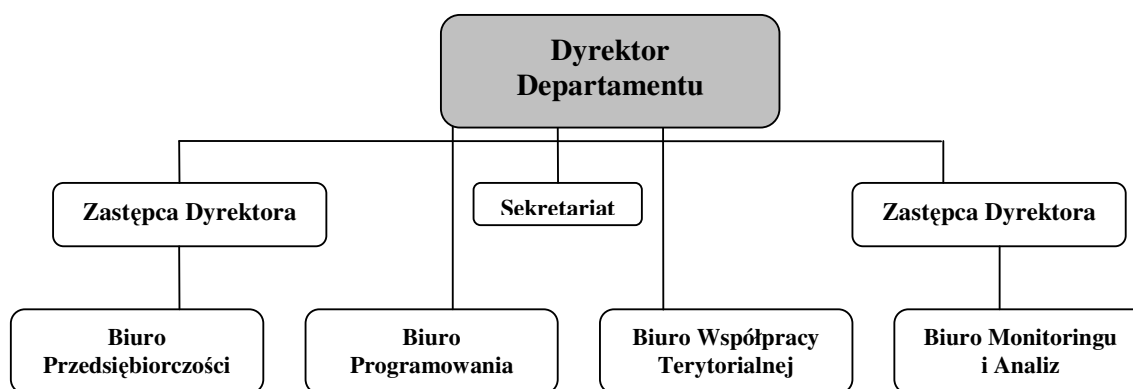 Dyrektor
Departamentu
Zastępca Dyrektora
Sekretariat
Zastępca Dyrektora
Biuro
Przedsiębiorczości
Biuro
Programowania
Biuro Współpracy
Terytorialnej
Biuro Monitoringu
i Analiz